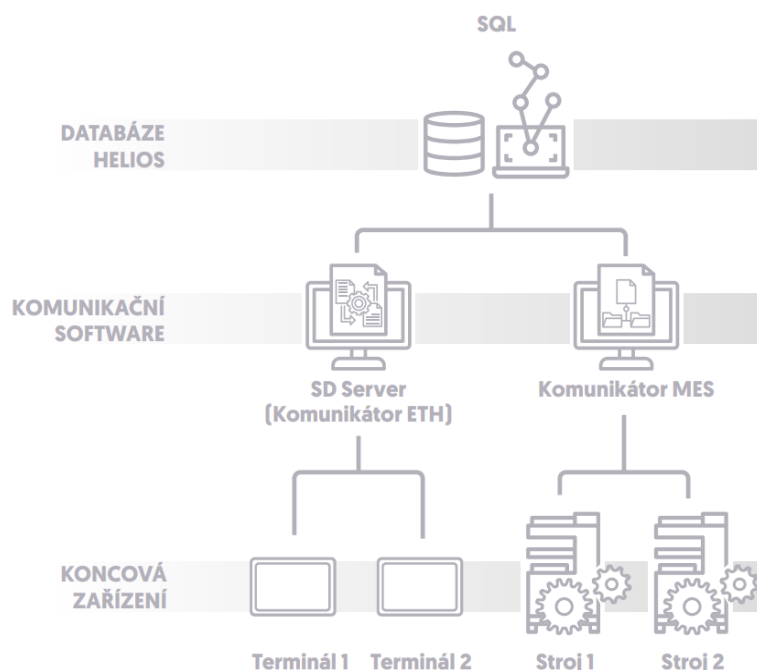 SQL
DATABÁZE
HELIOS
KOMUNIKAČNÍ
SOFTWARE
SD Server
(Komunikátor ETH)
Komunikátor MES
KONCOVÁ
ZAŘÍZENÍ
Terminál 1
Terminál 2
Stroj 1
Stroj 2